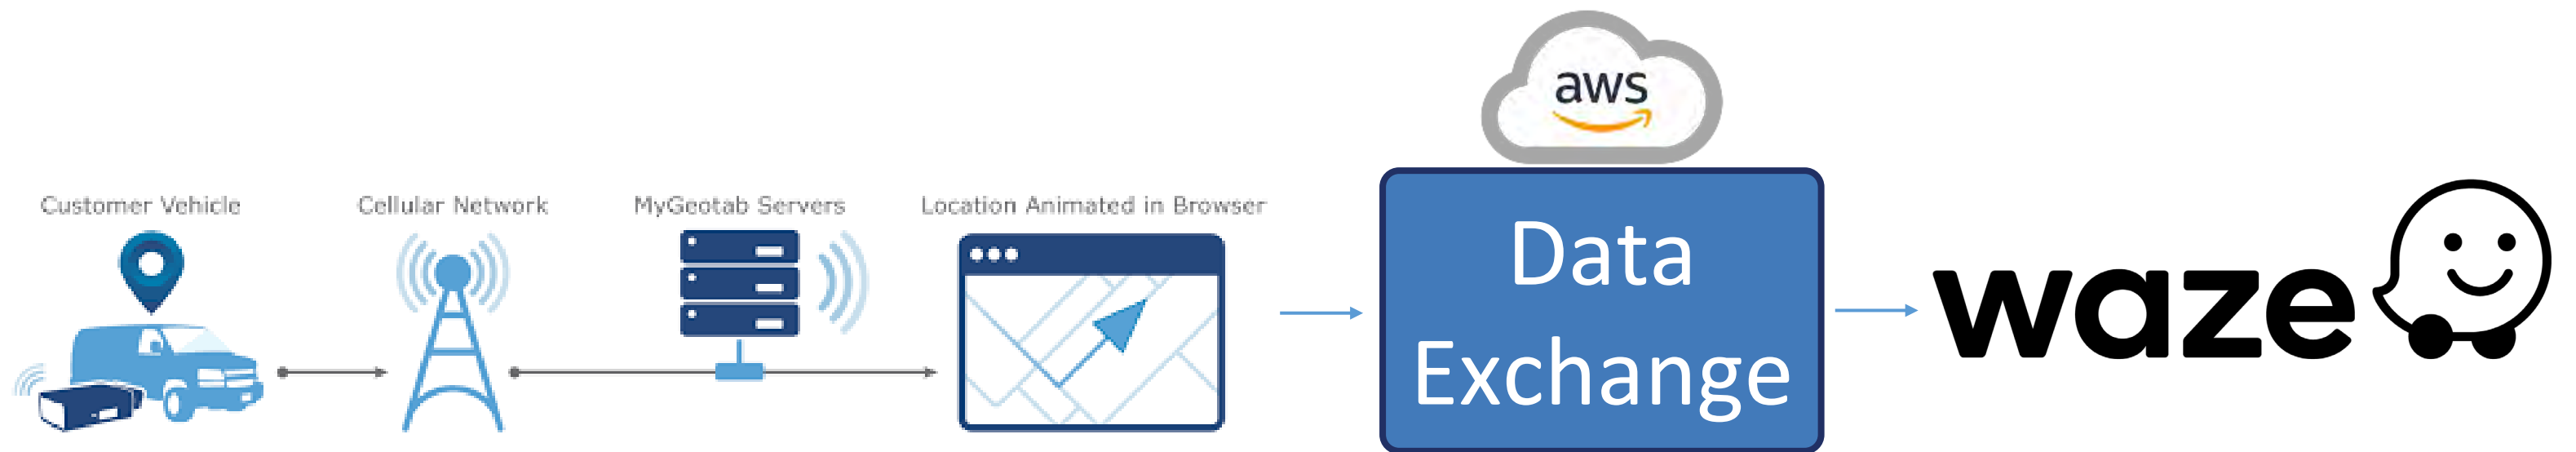 aws
Customer Vehicle
Cellular Network
MyGeotab Servers
Location Animated in Browser
Data
Exchange
waze